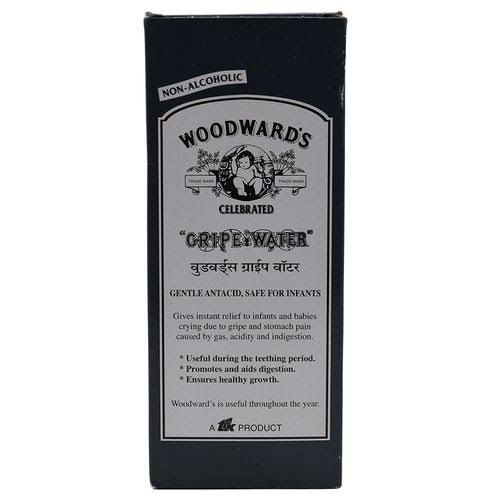 NON-ALCOHOLIC
WOODWARD'S
TRADE MARK
TRADE MARK
CELEBRATED
"GRIPE WATER"
वुडवर्ड्स ग्राईप वॉटर
GENTLE ANTACID, SAFE FOR INFANTS
Gives instant relief to infants and babies
crying due to gripe and stomach pain
caused by gas, acidity and indigestion.
* Useful during the teething period.
* Promotes and aids digestion.
* Ensures healthy growth.
Woodward's is useful throughout the year.
A TTK PRODUCT